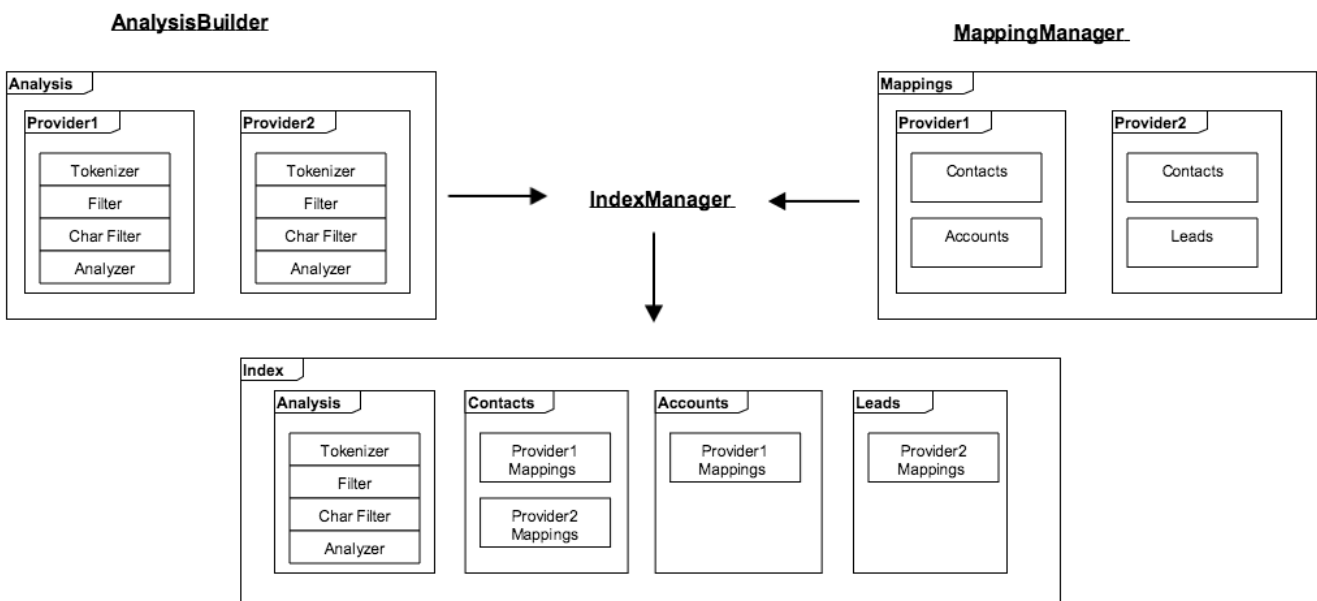 AnalysisBuilder
MappingManager
Analysis
Provider1
Tokenizer
Filter
Char Filter
Analyzer
Provider2
Tokenizer
Filter
Char Filter
Analyzer
IndexManager
Mappings
Provider1
Contacts
Accounts
Provider2
Contacts
Leads
Index
Analysis
Tokenizer
Filter
Char Filter
Analyzer
Contacts
Provider1
Mappings
Provider2
Mappings
Accounts
Provider1
Mappings
Leads
Provider2
Mappings